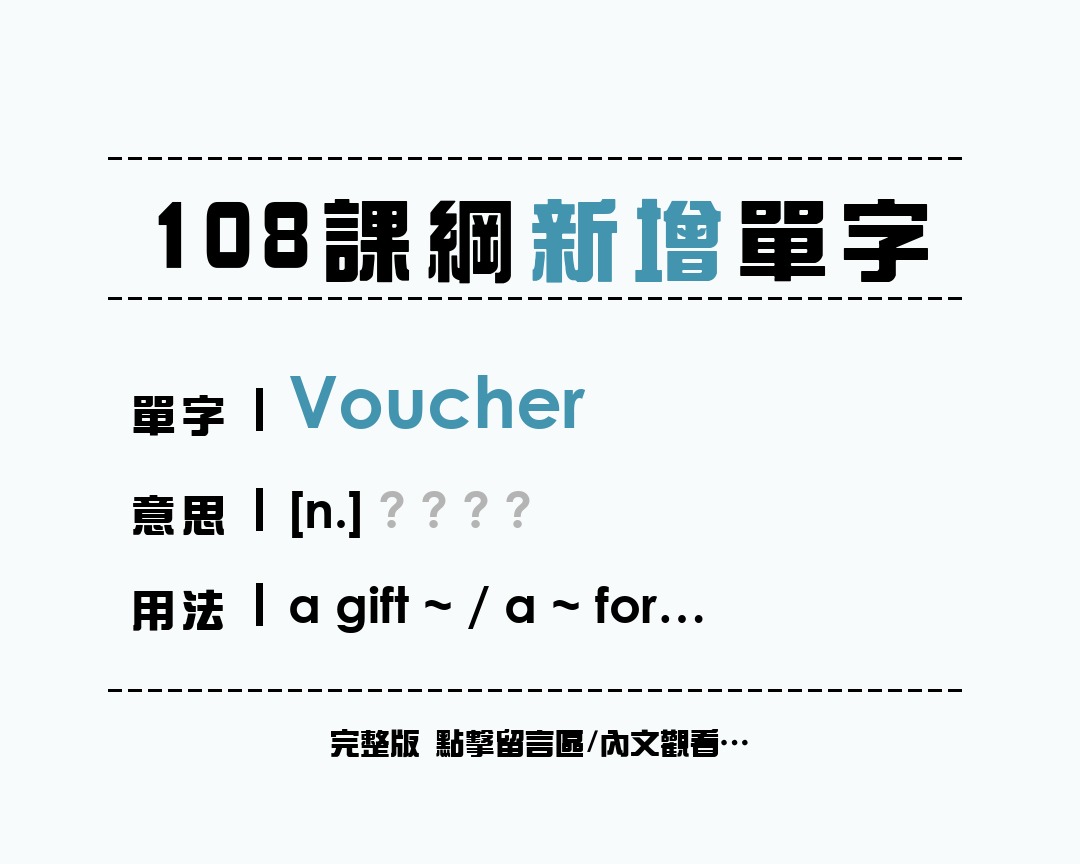 108課綱新增單字
單字 | Voucher
意思 | [n.] ? ? ? ?
用法 | a gift ~ / a ~ for…
完整版 點擊留言區/內文觀看…